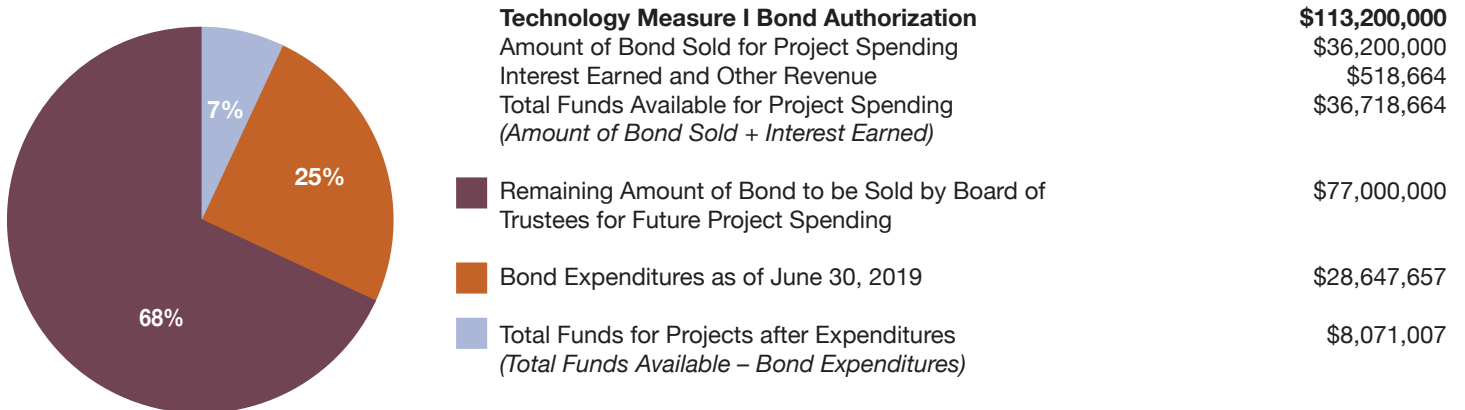 7%
25%
68%
Technology Measure I Bond Authorization $113,200,000
Amount of Bond Sold for Project Spending $36,200,000
Interest Earned and Other Revenue $518,664
Total Funds Available for Project Spending $36,718,664
(Amount of Bond Sold + Interest Earned)
Remaining Amount of Bond to be Sold by Board of $77,000,000
Trustees for Future Project Spending
Bond Expenditures as of June 30, 2019 $28,647,657
Total Funds for Projects after Expenditures $8,071,007
(Total Funds Available – Bond Expenditures)